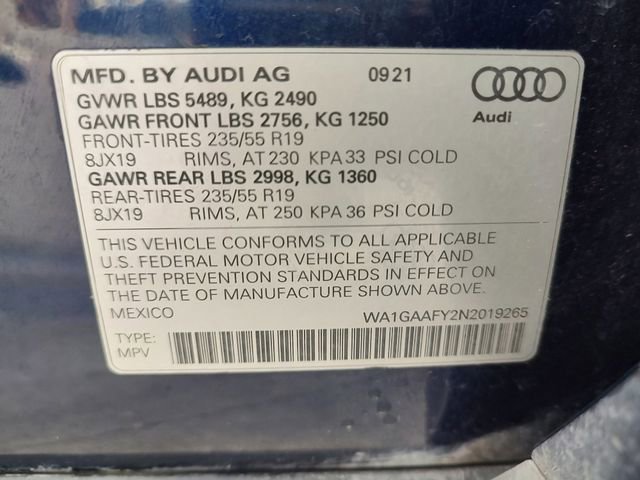 MFD. BY AUDI AG 09 21
GVWR LBS 5489, KG 2490
GAWR FRONT LBS 2756, KG 1250
FRONT-TIRES 235/55 R19
8JX19 RIMS, AT 230 KPA 33 PSI COLD
GAWR REAR LBS 2998, KG 1360
REAR-TIRES 235/55 R19
8JX19 RIMS, AT 250 KPA 36 PSI COLD
Audi
THIS VEHICLE CONFORMS TO ALL APPLICABLE
U.S. FEDERAL MOTOR VEHICLE SAFETY AND
THEFT PREVENTION STANDARDS IN EFFECT ON
THE DATE OF MANUFACTURE SHOWN ABOVE.
MEXICO WA1GAAFY2N2019265
TYPE:
MPV